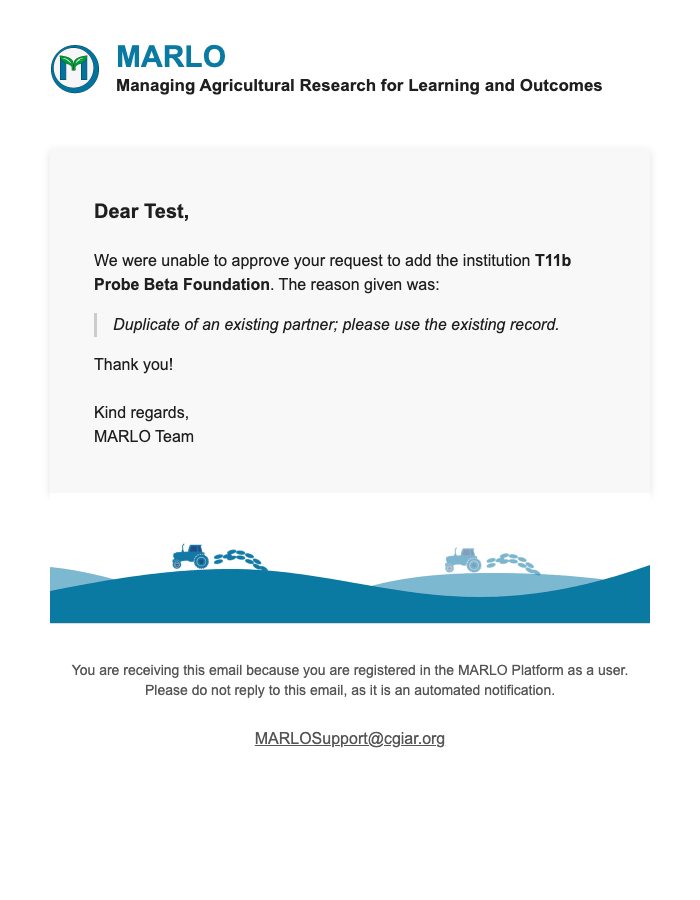 MARLO
Managing Agricultural Research for Learning and Outcomes
Dear Test,
We were unable to approve your request to add the institution T11b
Probe Beta Foundation. The reason given was:
Duplicate of an existing partner; please use the existing record.
Thank you!
Kind regards,
MARLO Team
You are receiving this email because you are registered in the MARLO Platform as a user.
Please do not reply to this email, as it is an automated notification.
MARLOSupport@cgiar.org